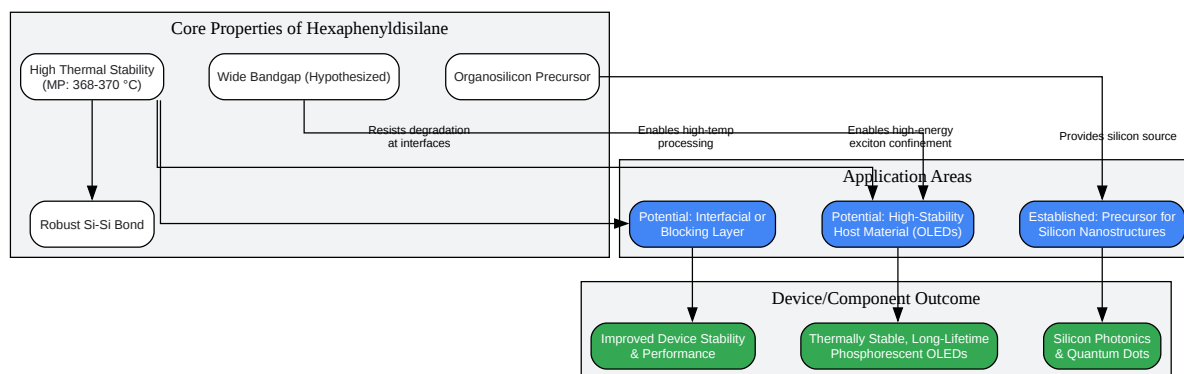 Core Properties of Hexaphenyldisilane
High Thermal Stability
(MP: 368-370 °C)
Wide Bandgap (Hypothesized)
Organosilicon Precursor
Resists degradation
at interfaces
Enables high-temp
processing
Enables high-energy
exciton confinement
Provides silicon source
Robust Si-Si Bond
Application Areas
Potential: Interfacial or
Blocking Layer
Potential: High-Stability
Host Material (OLEDs)
Established: Precursor for
Silicon Nanostructures
Device/Component Outcome
Improved Device Stability
& Performance
Thermally Stable, Long-Lifetime
Phosphorescent OLEDs
Silicon Photonics
& Quantum Dots